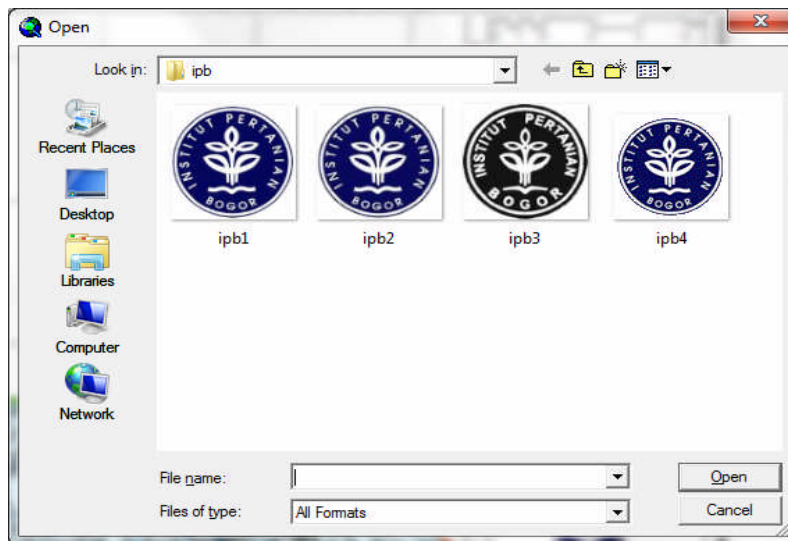 Open
Look in:
ipb
Recent Places
Desktop
Libraries
Computer
Network
INSTITUT PERTANIAN
BOGOR
ipb1
INSTITUT PERTANIAN
BOGOR
ipb2
INSTITUT PERTANIAN
BOGOR
ipb3
INSTITUT PERTANIAN
BOGOR
ipb4
File name:
Open
Files of type:
All Formats
Cancel